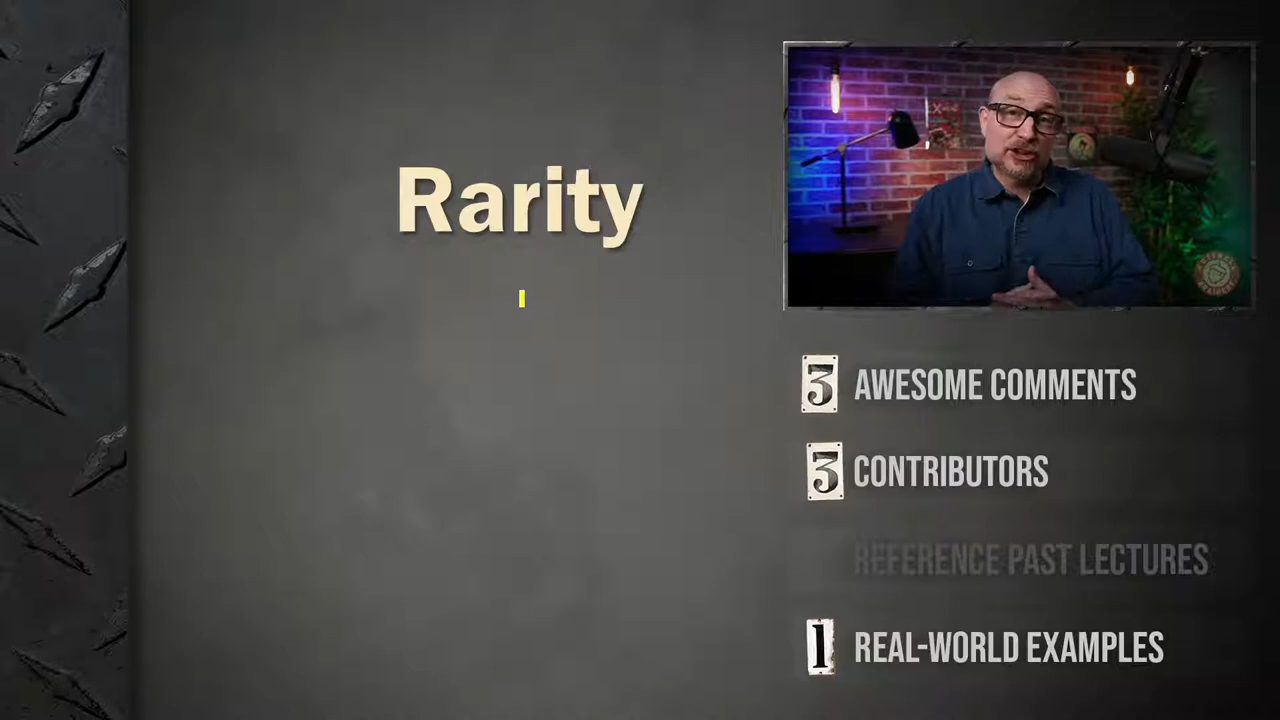 Rarity
3 AWESOME COMMENTS
3 CONTRIBUTORS
REFERENCE PAST LECTURES
1 REAL-WORLD EXAMPLES